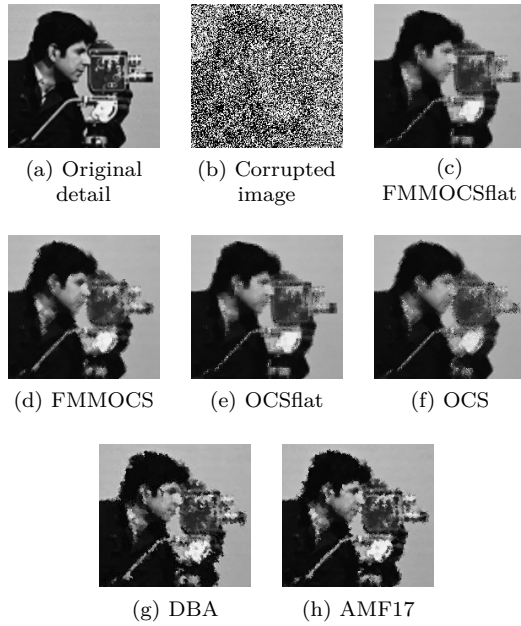 (a) Original
detail
(b) Corrupted
image
(c)
FMMOCSflat
(d) FMMOCS
(e) OCSflat
(f) OCS
(g) DBA
(h) AMF17